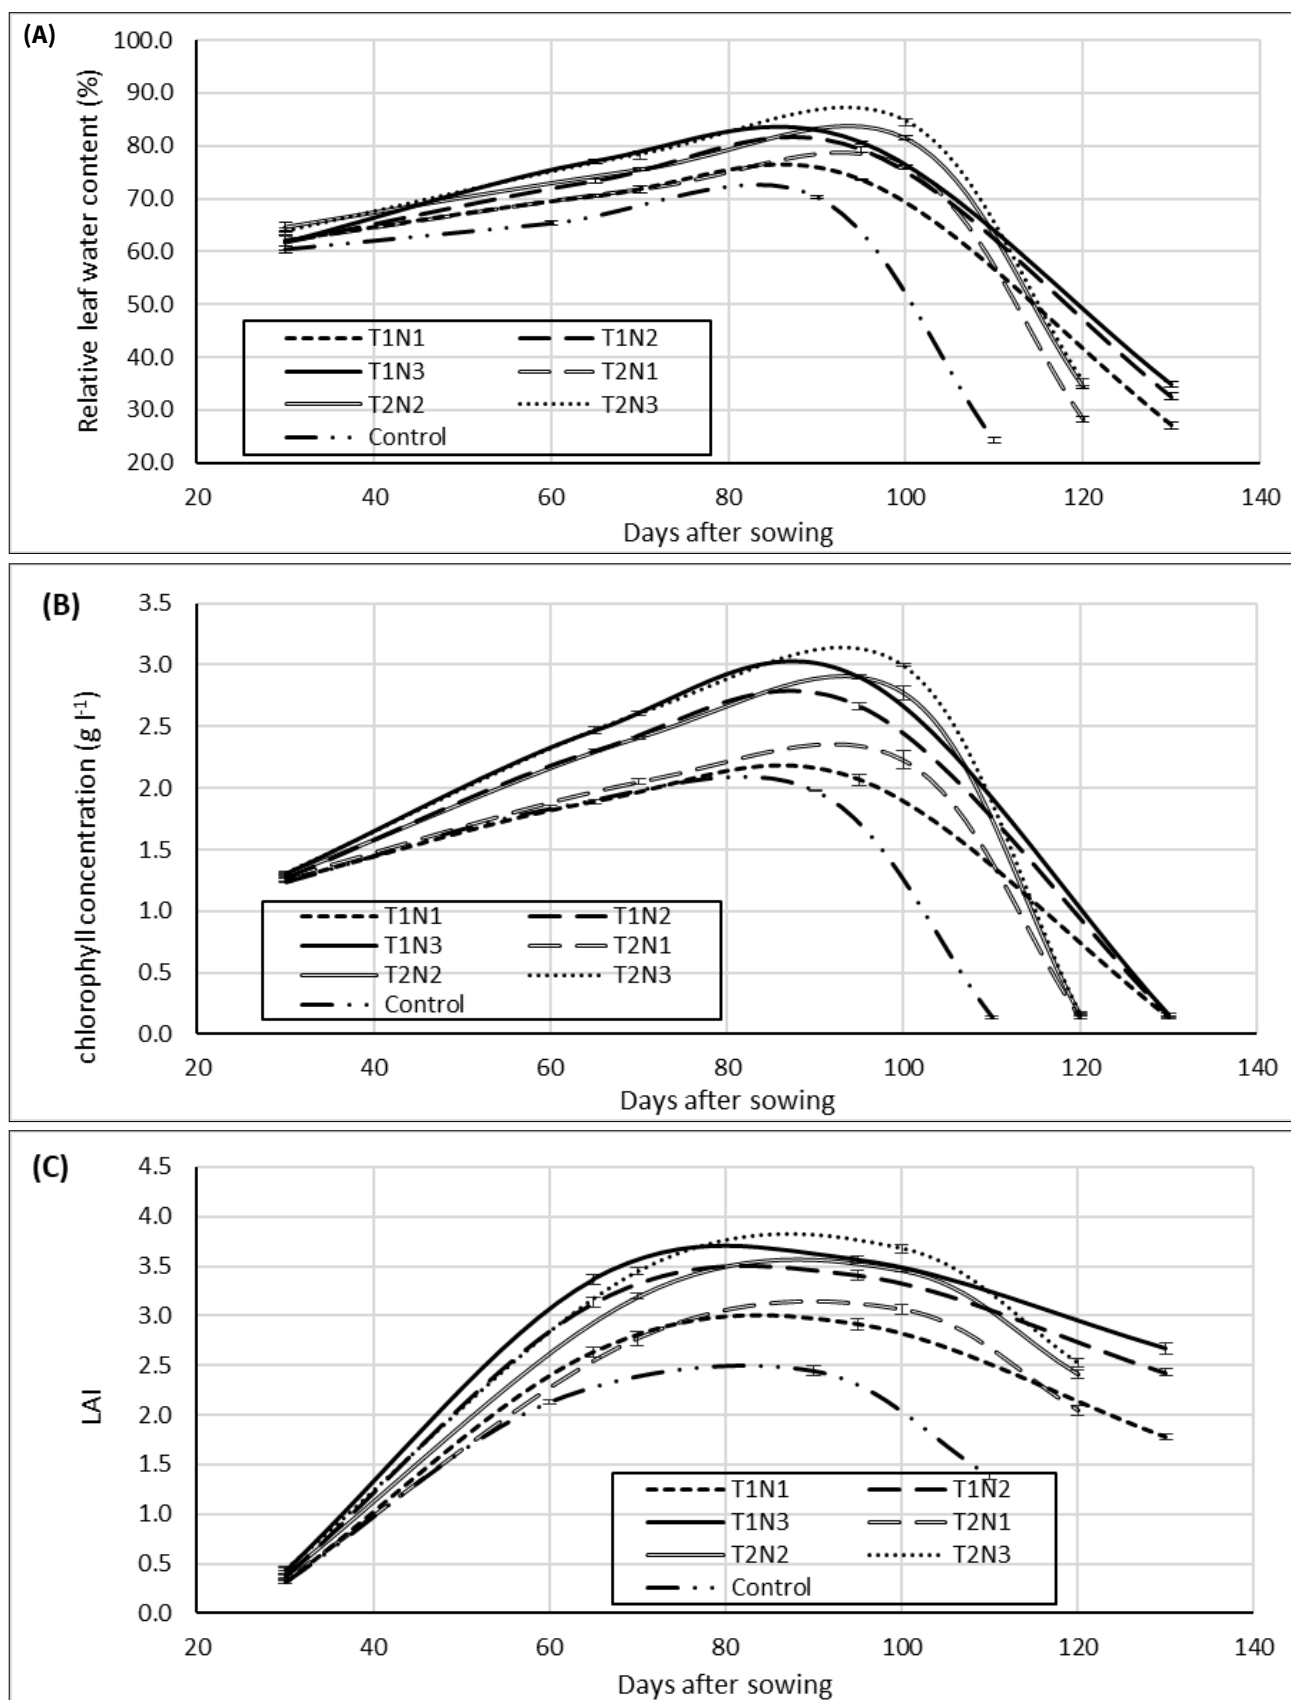 (A)
Relative leaf water content (%)
100.0
90.0
80.0
70.0
60.0
50.0
40.0
30.0
20.0
T1N1 T1N2
T1N3 T2N1
T2N2 T2N3
Control
20 40 60 80 100 120 140
Days after sowing
(B)
chlorophyll concentration (g l-1)
3.5
3.0
2.5
2.0
1.5
1.0
0.5
0.0
T1N1 T1N2
T1N3 T2N1
T2N2 T2N3
Control
20 40 60 80 100 120 140
Days after sowing
(C)
LAI
4.5
4.0
3.5
3.0
2.5
2.0
1.5
1.0
0.5
0.0
T1N1 T1N2
T1N3 T2N1
T2N2 T2N3
Control
20 40 60 80 100 120 140
Days after sowing